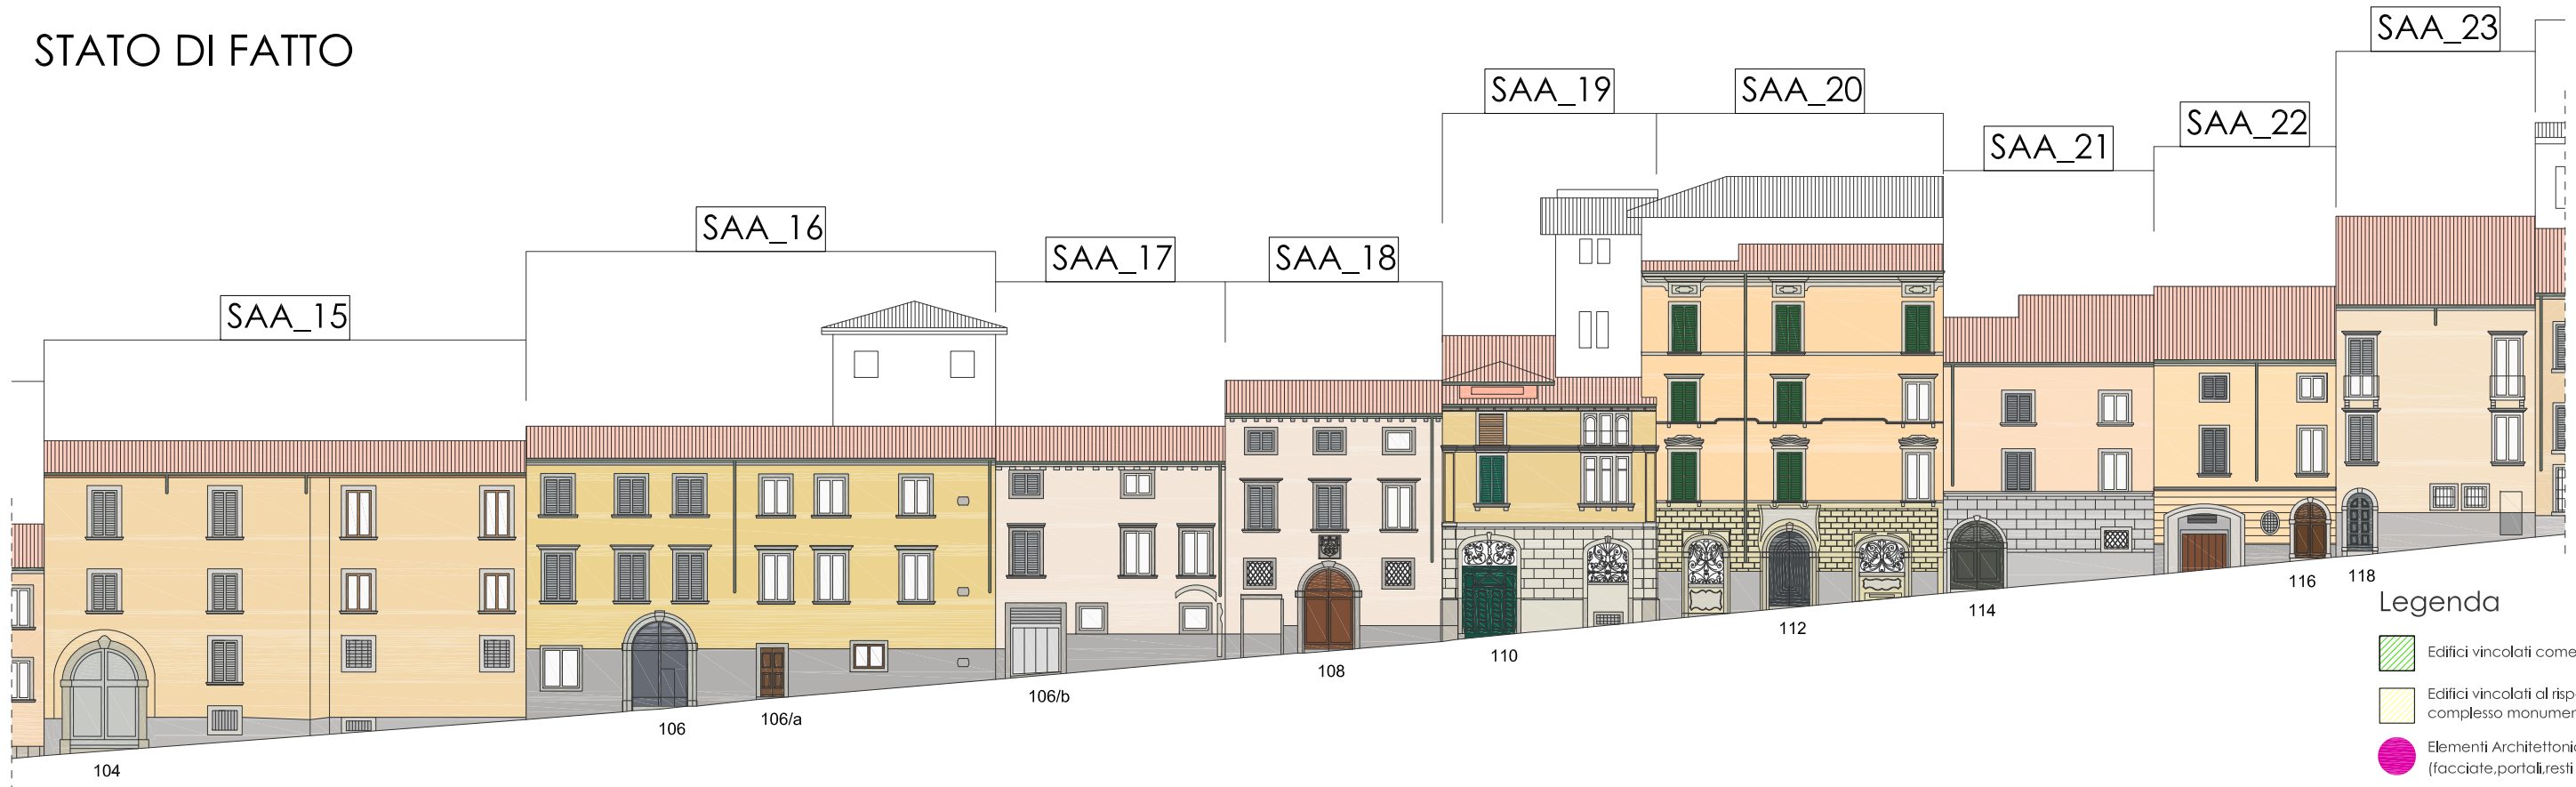 STATO DI FATTO
SAA_15
SAA_16
SAA_17
SAA_18
SAA_19
SAA_20
SAA_21
SAA_22
SAA_23
104
106
106/a
106/b
108
110
112
114
116
118
Legenda
Edifici vincolati come
Edifici vincolati al risp
complesso monumen
Elementi Architettonic
(facciate,portali,resti